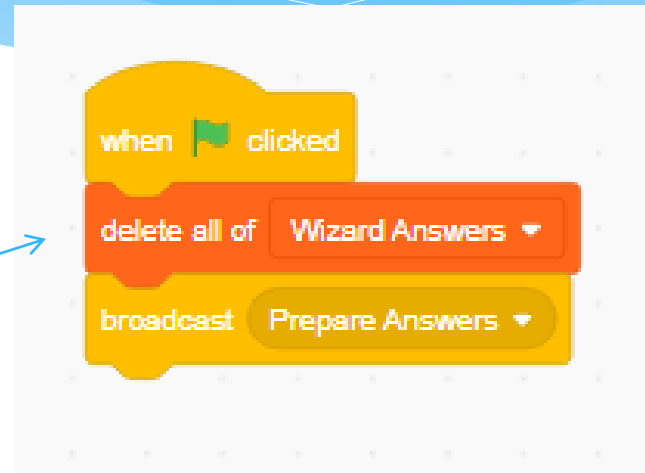 when clicked
delete all of Wizard Answers
broadcast Prepare Answers